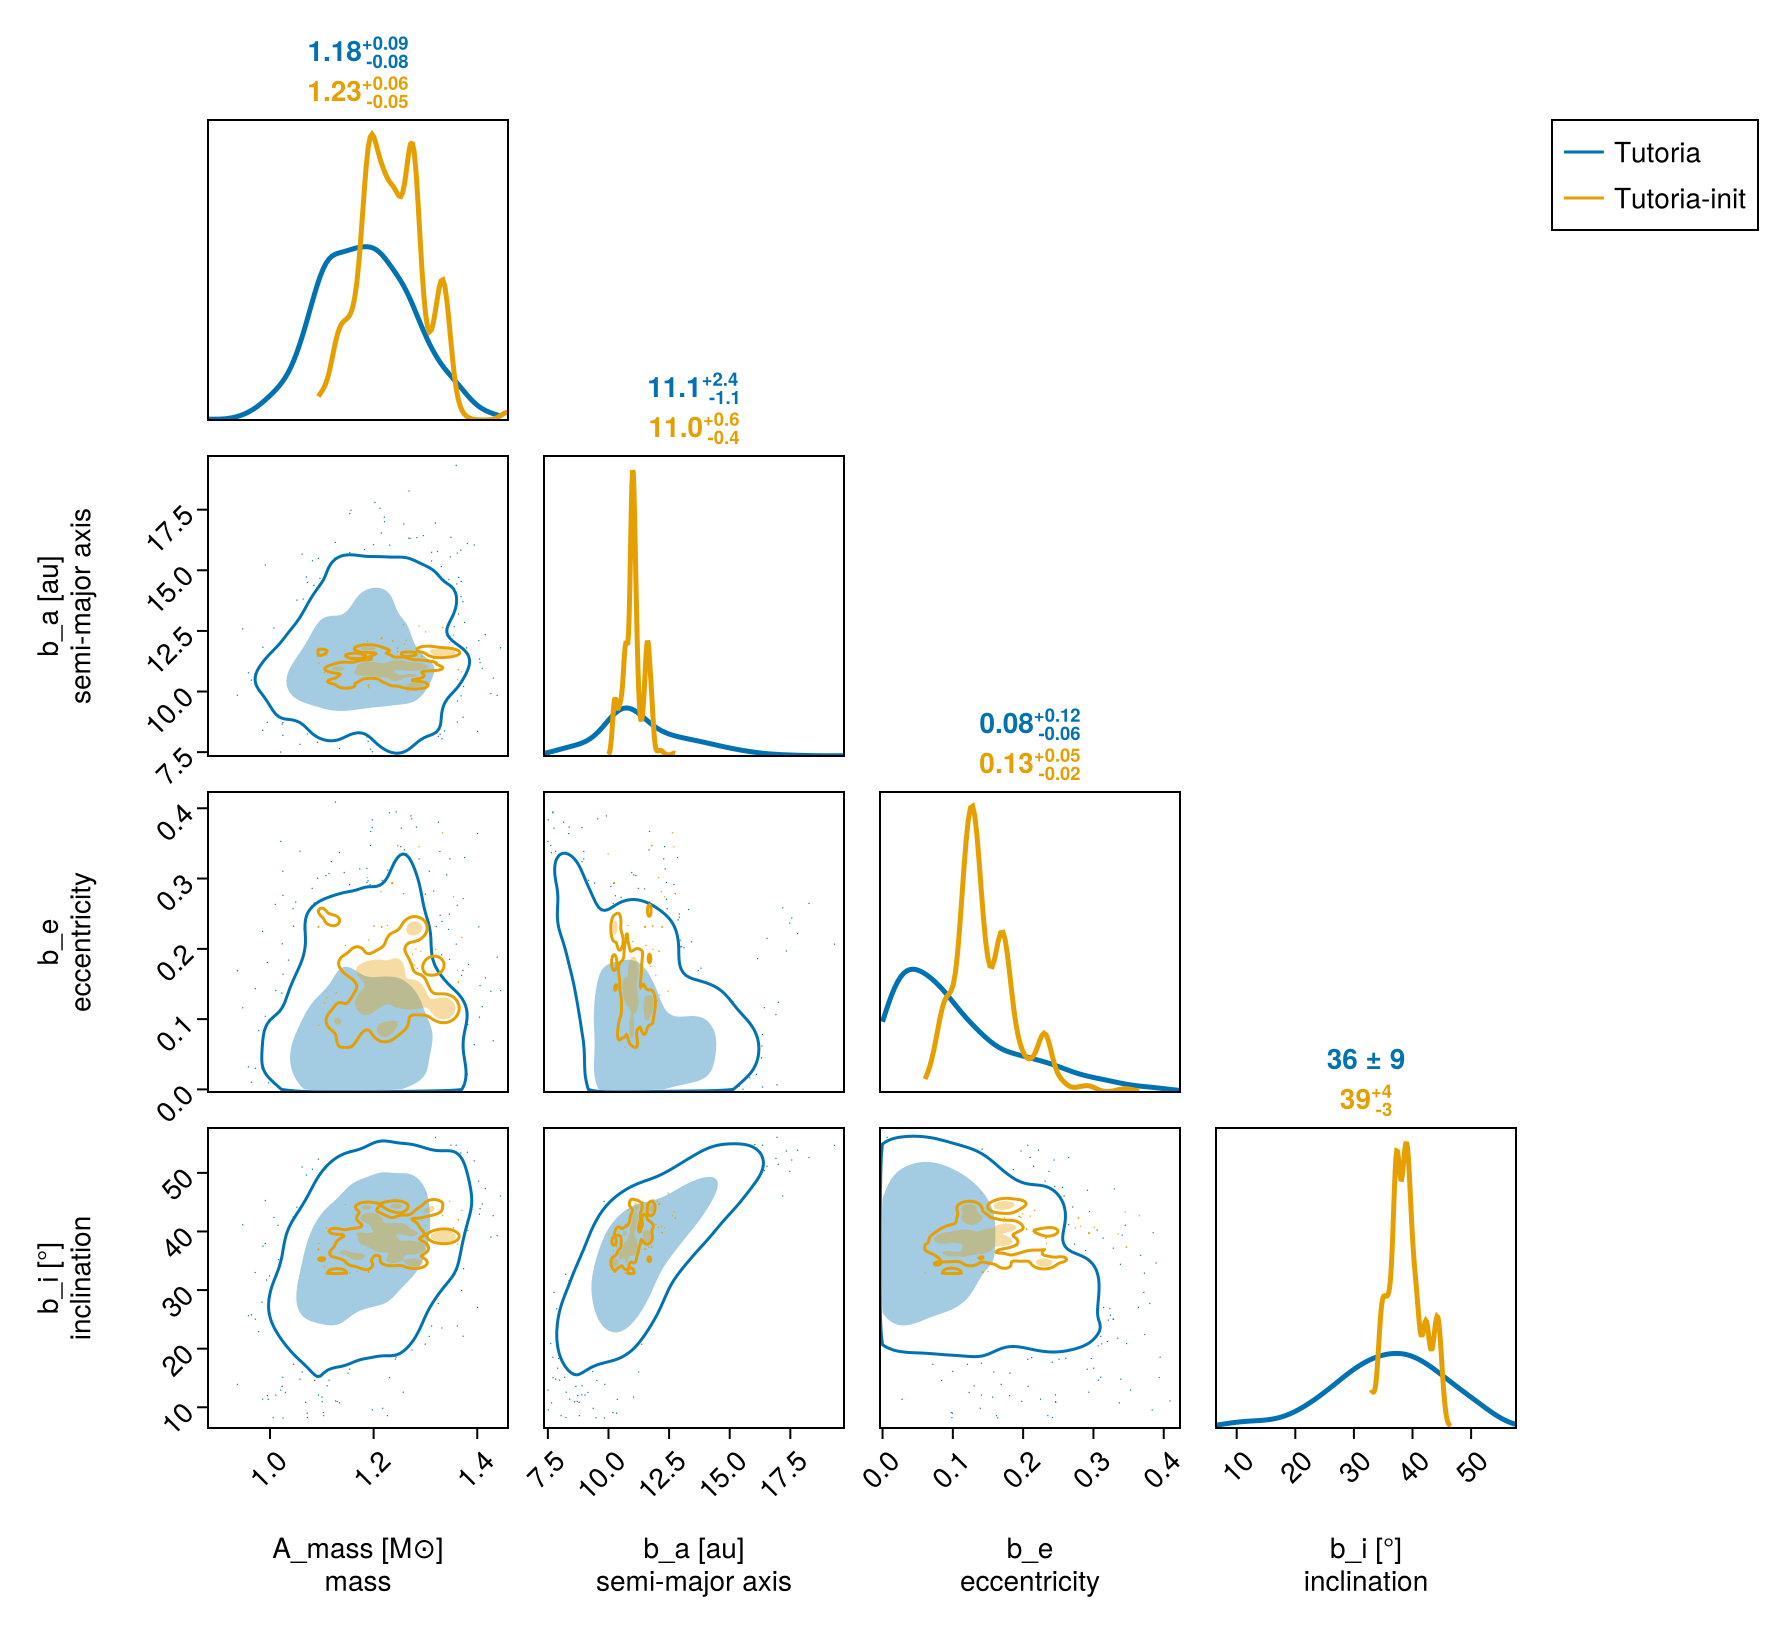 1.18+0.09 -0.08
1.23+0.06 -0.05
Tutoria
Tutoria-init
11.1+2.4 -1.1
11.0+0.6 -0.4
17.5
15.0
12.5
10.0
7.5
b_a [au]
semi-major axis
0.08+0.12 -0.06
0.13+0.05 -0.02
0.4
0.3
0.2
0.1
0.0
b_e
eccentricity
36 ± 9
39+4 -3
50
40
30
20
10
b_i [°]
inclination
1.0 1.2 1.4
7.5 10.0 12.5 15.0 17.5
0.0 0.1 0.2 0.3 0.4
10 20 30 40 50
A_mass [M⊙]
mass
b_a [au]
semi-major axis
b_e
eccentricity
b_i [°]
inclination